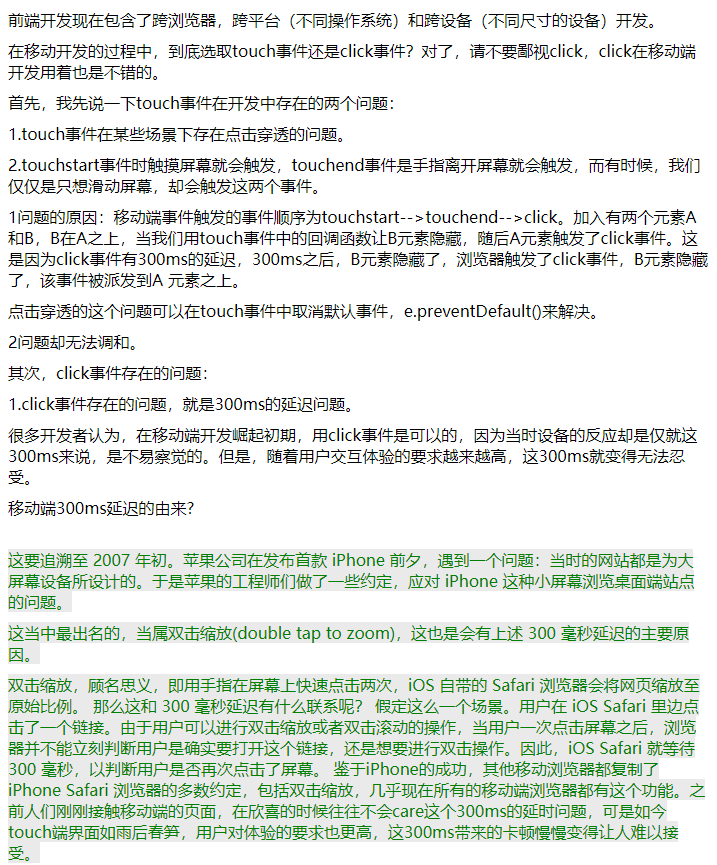 前端开发现在包含了跨浏览器，跨平台（不同操作系统）和跨设备（不同尺寸的设备）开发。
在移动开发的过程中，到底选取touch事件还是click事件？对了，请不要鄙视click，click在移动端
开发用着也是不错的。
首先，我先说一下touch事件在开发中存在的两个问题：
1.touch事件在某些场景下存在点击穿透的问题。
2.touchstart事件时触摸屏幕就会触发，touchend事件是手指离开屏幕就会触发，而有时候，我们
仅仅是只想滑动屏幕，却会触发这两个事件。
1问题的原因：移动端事件触发的事件顺序为touchstart-->touchend-->click。加入有两个元素A
和B，B在A之上，当我们用touch事件中的回调函数让B元素隐藏，随后A元素触发了click事件。这
是因为click事件有300ms的延迟，300ms之后，B元素隐藏了，浏览器触发了click事件，B元素隐藏
了，该事件被派发到A 元素之上。
点击穿透的这个问题可以在touch事件中取消默认事件，e.preventDefault()来解决。
2问题却无法调和。
其次，click事件存在的问题：
1.click事件存在的问题，就是300ms的延迟问题。
很多开发者认为，在移动端开发崛起初期，用click事件是可以的，因为当时设备的反应却是仅就这
300ms来说，是不易察觉的。但是，随着用户交互体验的要求越来越高，这300ms就变得无法忍
受。
移动端300ms延迟的由来？
这要追溯至 2007 年初。苹果公司在发布首款 iPhone 前夕，遇到一个问题：当时的网站都是为大
屏幕设备所设计的。于是苹果的工程师们做了一些约定，应对 iPhone 这种小屏幕浏览桌面端站点
的问题。
这当中最出名的，当属双击缩放(double tap to zoom)，这也是会有上述 300 毫秒延迟的主要原
因。
双击缩放，顾名思义，即用手指在屏幕上快速点击两次，iOS 自带的 Safari 浏览器会将网页缩放至
原始比例。 那么这和 300 毫秒延迟有什么联系呢？ 假定这么一个场景。用户在 iOS Safari 里边点
击了一个链接。由于用户可以进行双击缩放或者双击滚动的操作，当用户一次点击屏幕之后，浏览
器并不能立刻判断用户是确实要打开这个链接，还是想要进行双击操作。因此，iOS Safari 就等待
300 毫秒，以判断用户是否再次点击了屏幕。 鉴于iPhone的成功，其他移动浏览器都复制了
iPhone Safari 浏览器的多数约定，包括双击缩放，几乎现在所有的移动端浏览器都有这个功能。之
前人们刚刚接触移动端的页面，在欣喜的时候往往不会care这个300ms的延时问题，可是如今
touch端界面如雨后春笋，用户对体验的要求也更高，这300ms带来的卡顿慢慢变得让人难以接
受。